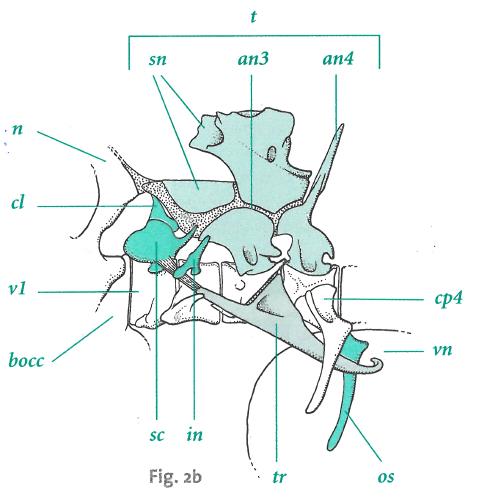 t
sn an3 an4
n
cl
v1 cp4
bocc vn
sc in
Fig. 2b tr os